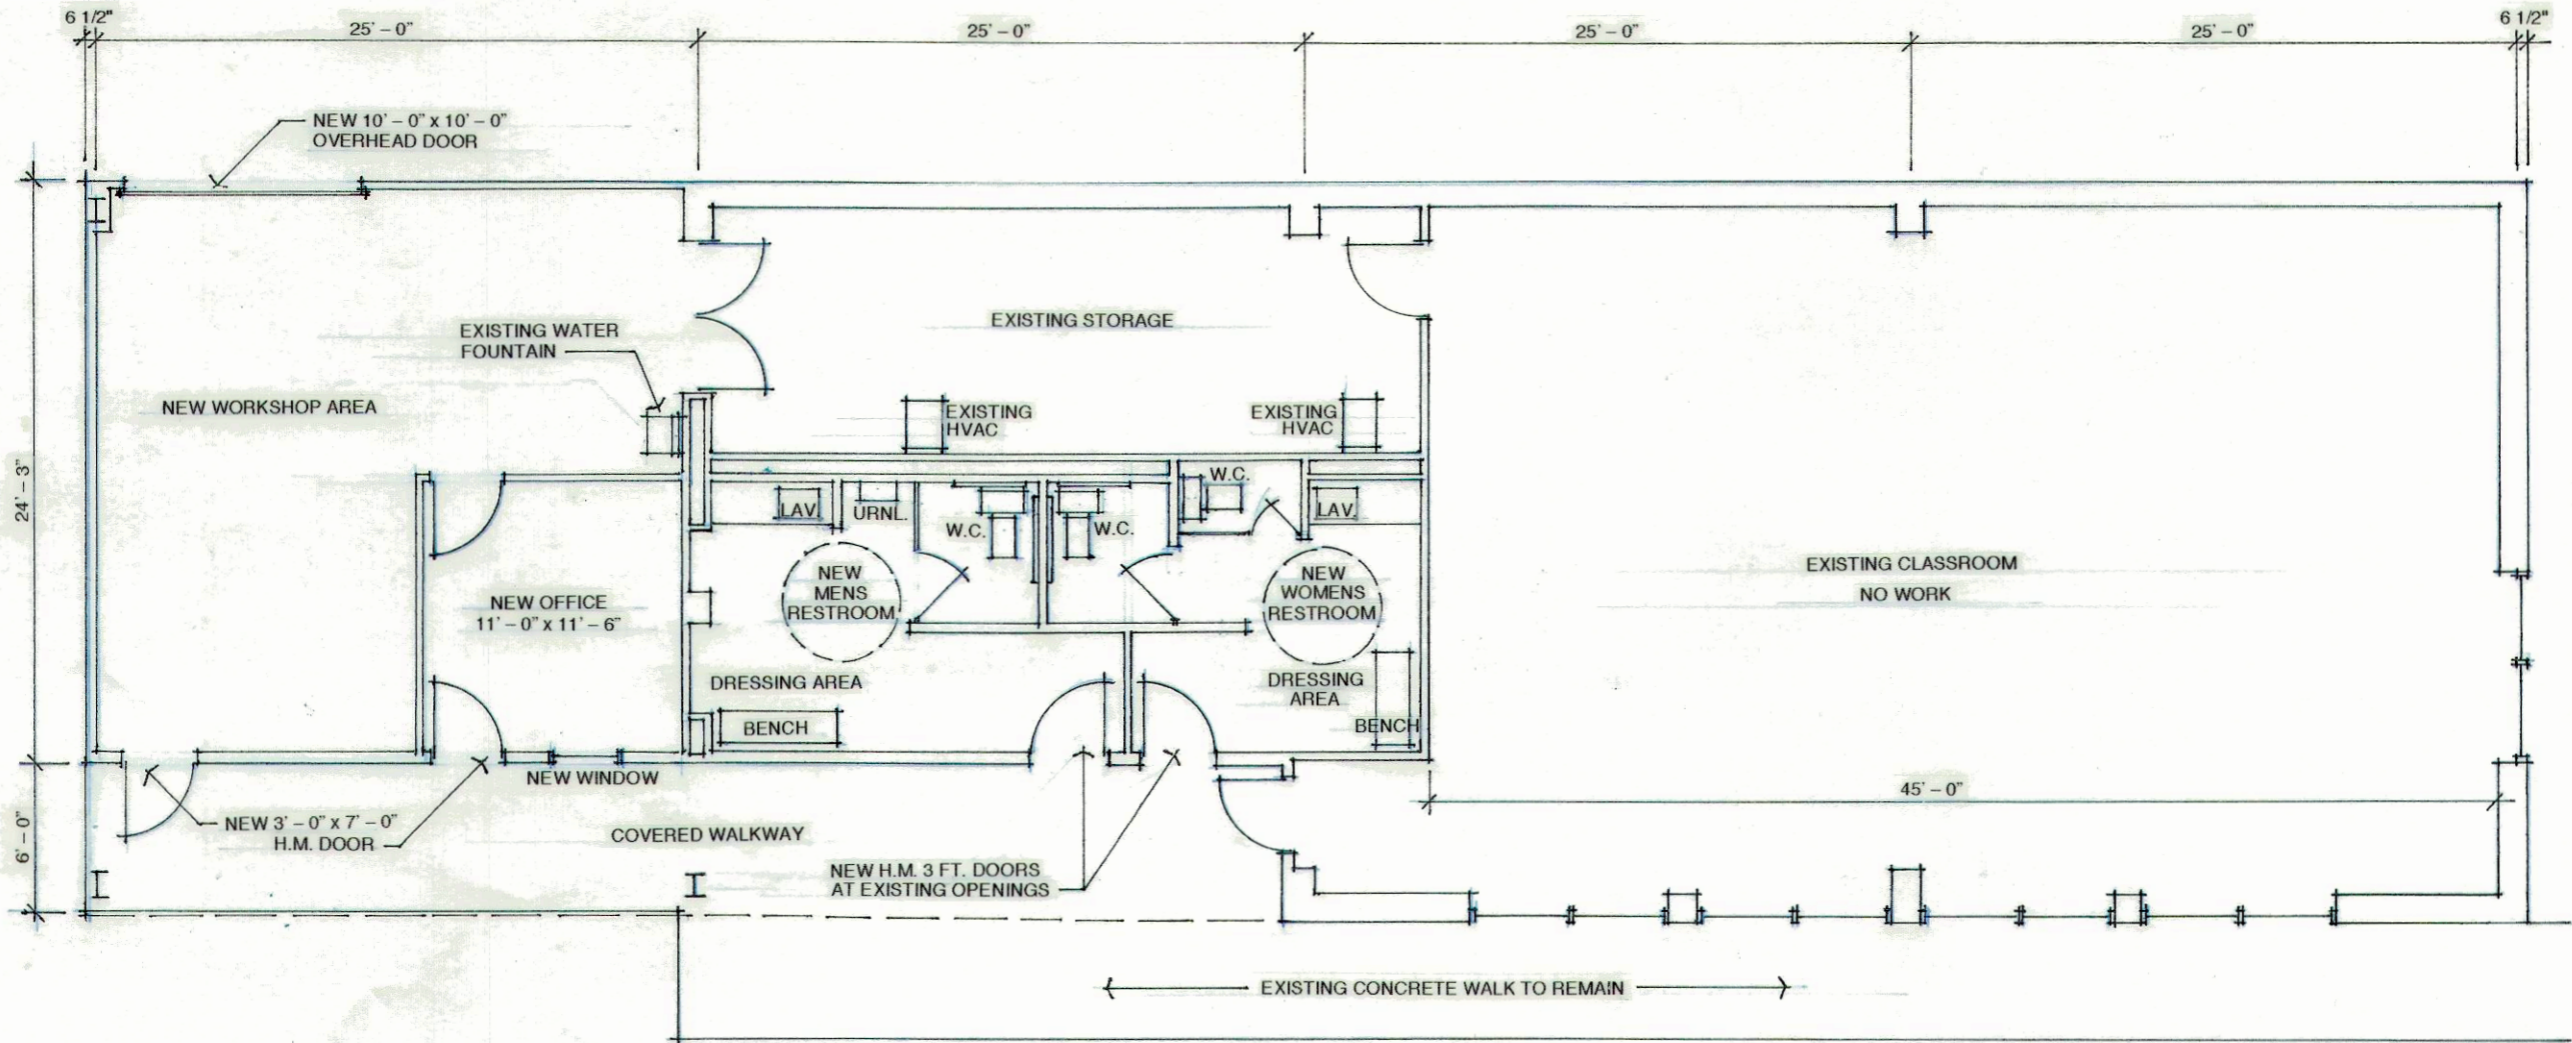 6 1/2"
25' – 0"
25' – 0"
25' – 0"
25' – 0"
6 1/2"
NEW 10' – 0" x 10' – 0"
OVERHEAD DOOR
EXISTING WATER
FOUNTAIN
EXISTING STORAGE
NEW WORKSHOP AREA
EXISTING
HVAC
EXISTING
HVAC
24' – 3"
LAV.
URNL.
W.C.
W.C.
W.C.
LAV.
NEW OFFICE
11' – 0" x 11' – 6"
NEW
MENS
RESTROOM
NEW
WOMENS
RESTROOM
EXISTING CLASSROOM
NO WORK
DRESSING AREA
BENCH
DRESSING
AREA
BENCH
NEW WINDOW
45' – 0"
6' – 0"
NEW 3' – 0" x 7' – 0"
H.M. DOOR
COVERED WALKWAY
NEW H.M. 3 FT. DOORS
AT EXISTING OPENINGS
EXISTING CONCRETE WALK TO REMAIN